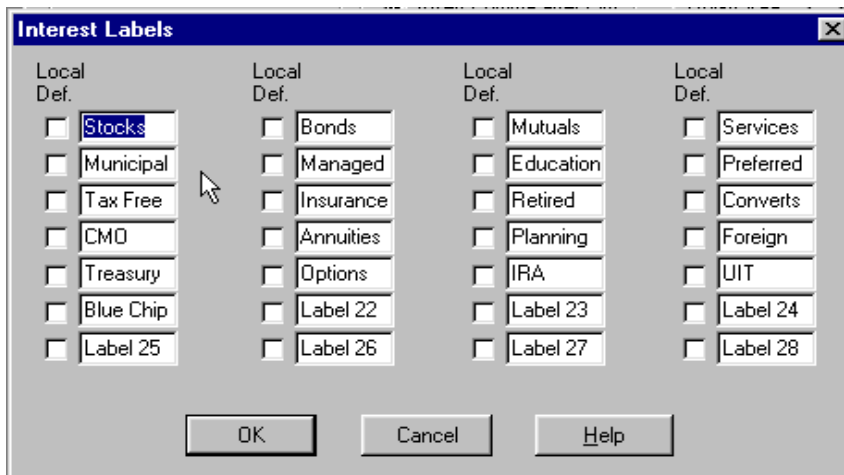 Interest Labels
Local Local Local Local
Def. Def. Def. Def.
Stocks Bonds Mutuals Services
Municipal Managed Education Preferred
Tax Free Insurance Retired Converts
CMO Annuities Planning Foreign
Treasury Options IRA UIT
Blue Chip Label 22 Label 23 Label 24
Label 25 Label 26 Label 27 Label 28
OK Cancel Help